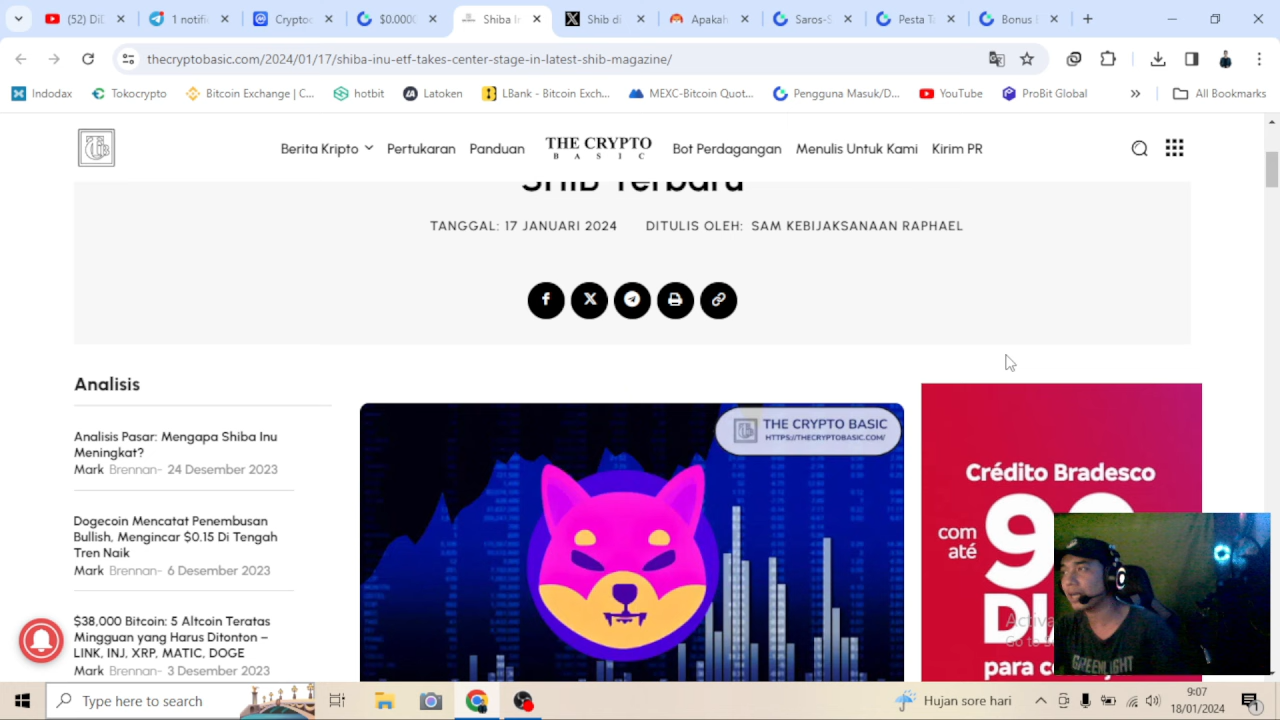 (52) Di
1 notifi
Cryptoc
$0.0000
Shiba In
Shib di
Apakah
Saros-S
Pesta T
Bonus
thecryptobasic.com/2024/01/17/shiba-inu-etf-takes-center-stage-in-latest-shib-magazine/
Indodax
Tokocrypto
Bitcoin Exchange | C...
hotbit
Latoken
LBank - Bitcoin Exch...
MEXC-Bitcoin Quot...
Pengguna Masuk/D...
YouTube
ProBit Global
All Bookmarks
Berita Kripto
Pertukaran
Panduan
THE CRYPTO
BASIC
Bot Perdagangan
Menulis Untuk Kami
Kirim PR
SHIB Terbaru
TANGGAL: 17 JANUARI 2024
DITULIS OLEH: SAM KEBIJAKSANAAN RAPHAEL
Analisis
Analisis Pasar: Mengapa Shiba Inu
Meningkat?
Mark Brennan- 24 Desember 2023
Dogecoin Mencatat Penembusan
Bullish, Mengincar $0.15 Di Tengah
Tren Naik
Mark Brennan- 6 Desember 2023
$38,000 Bitcoin: 5 Altcoin Teratas
Mingguan yang Harus Ditonton –
LINK, INJ, XRP, MATIC, DOGE
Mark Brennan- 3 Desember 2023
THE CRYPTO BASIC
HTTPS://THECRYPTOBASIC.COM/
Crédito Bradesco
com
até
para
GREENLIGHT
Type here to search
Hujan sore hari
9:07
18/01/2024